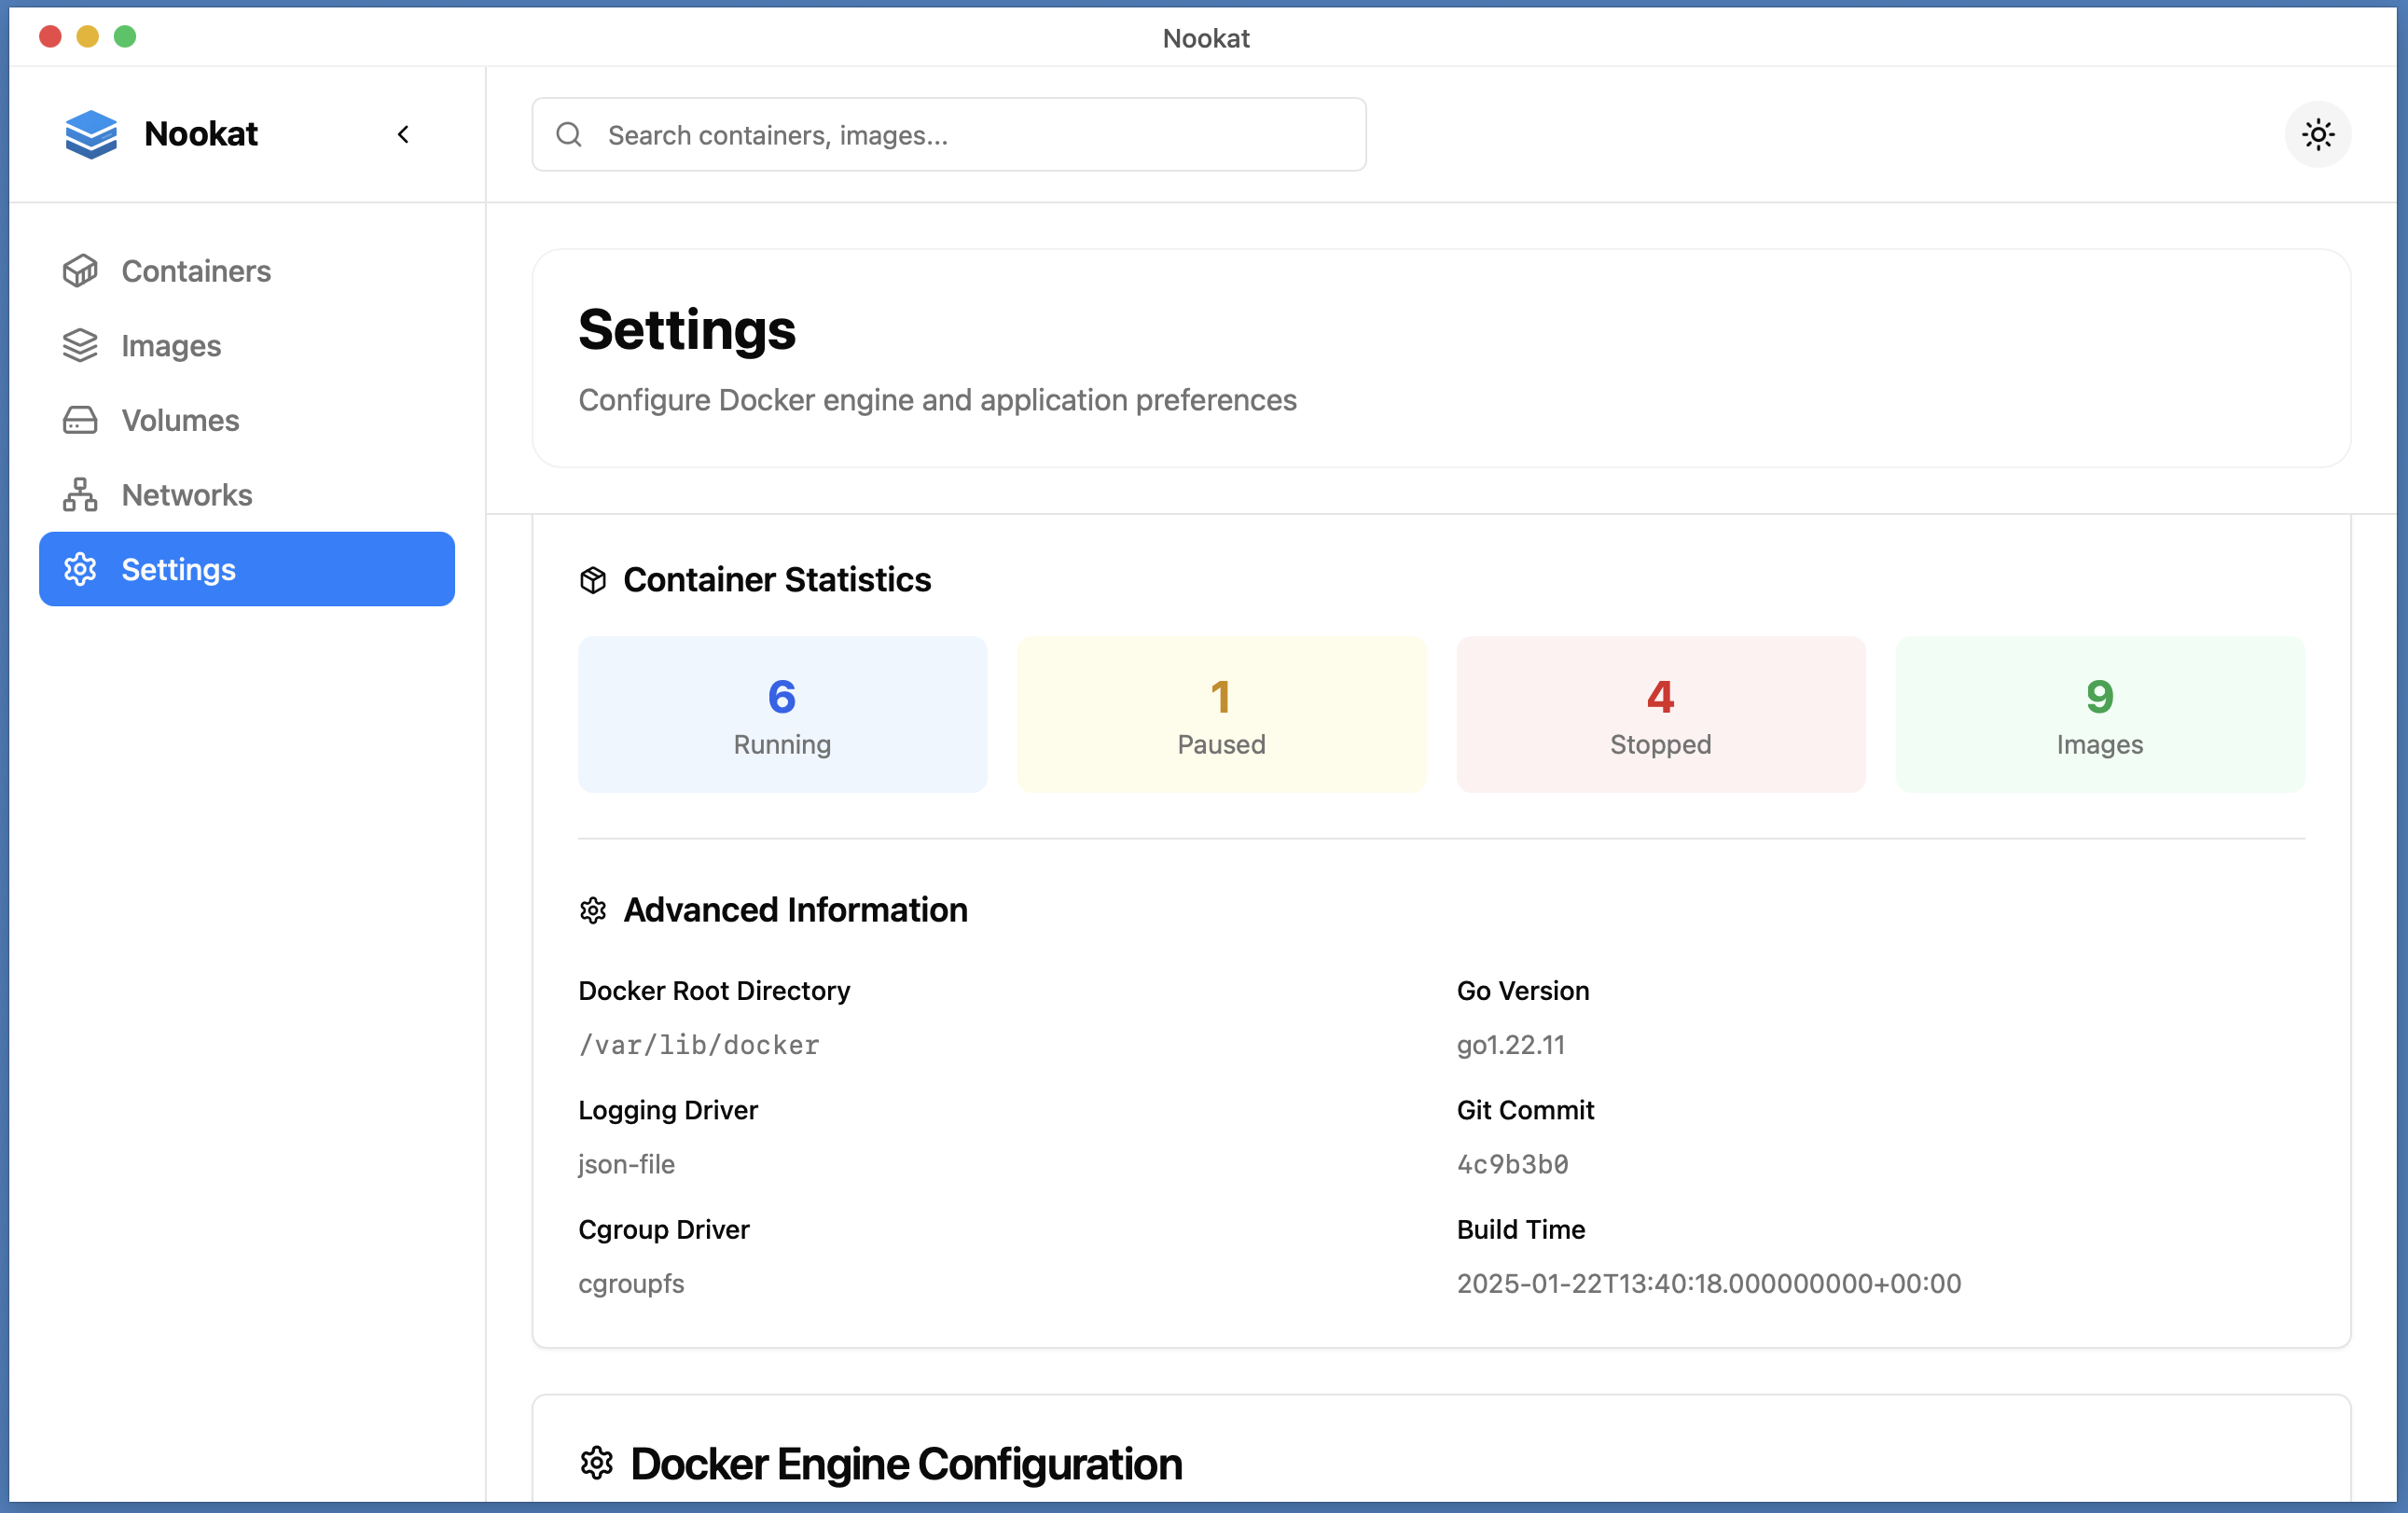 Nookat
Nookat
Search containers, images...
Containers
Images
Volumes
Networks
Settings
Settings
Configure Docker engine and application preferences
Container Statistics
6
Running
1
Paused
4
Stopped
9
Images
Advanced Information
Docker Root Directory
/var/lib/docker
Go Version
go1.22.11
Logging Driver
json-file
Git Commit
4c9b3b0
Cgroup Driver
cgroupfs
Build Time
2025-01-22T13:40:18.000000000+00:00
Docker Engine Configuration